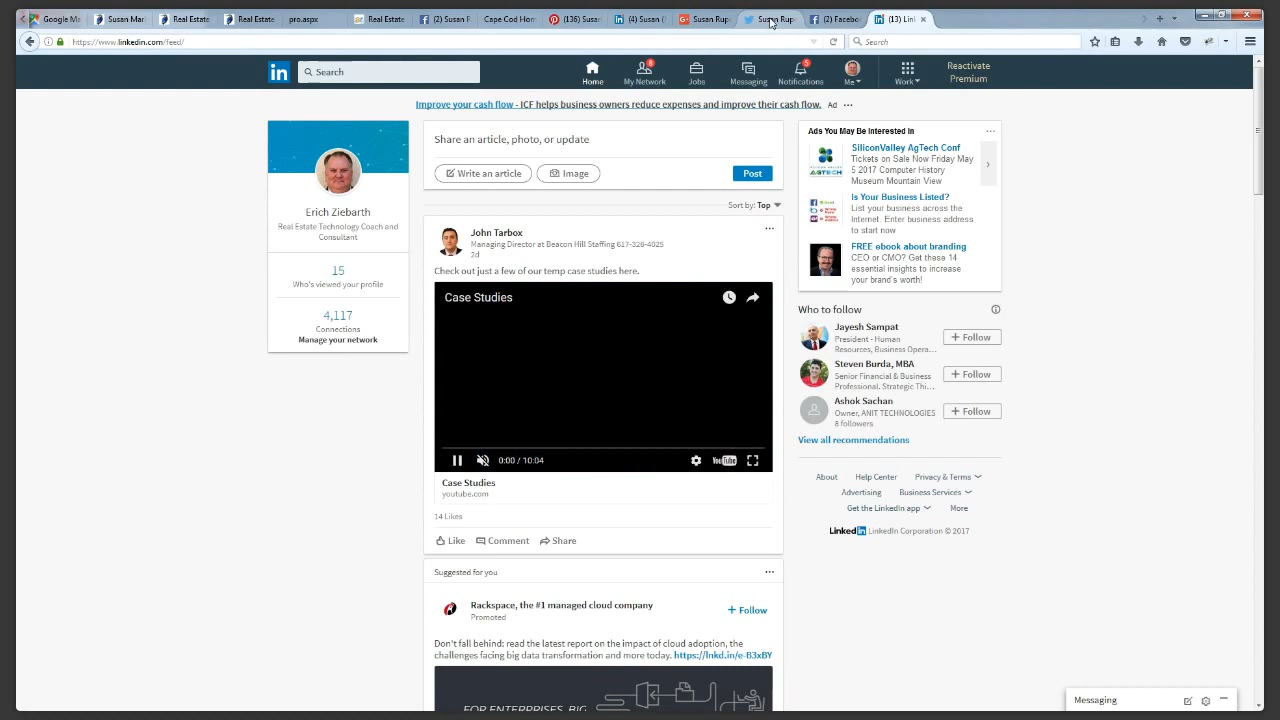 Google Ma
Susan Marl
Real Estate
Real Estate
pro.aspx
Real Estate
(2) Susan R
Cape Cod Hom
(136) Susan
(4) Susan (
Susan Rup
Susan Rup
(2) Facebo
(13) Lin
https://www.linkedin.com/feed/
Search
in
Search
Home
8
My Network
Jobs
Messaging
5
Notifications
Me
Work
Reactivate
Premium
Improve your cash flow - ICF helps business owners reduce expenses and improve their cash flow. Ad
Erich Ziebarth
Real Estate Technology Coach and
Consultant
15
Who's viewed your profile
4,117
Connections
Manage your network
Share an article, photo, or update
Write an article
Image
Post
Sort by: Top
John Tarbox
Managing Director at Beacon Hill Staffing 617-326-4025
2d
Check out just a few of our temp case studies here.
Case Studies
0:00 / 10:04
YouTube
Case Studies
youtube.com
14 Likes
Like
Comment
Share
Suggested for you
Rackspace, the #1 managed cloud company
Promoted
+ Follow
Don't fall behind: read the latest report on the impact of cloud adoption, the
challenges facing big data transformation and more today. https://lnkd.in/e-B3xBY
FOR ENTERPRISES, BIG
Ads You May Be Interested In
SiliconValley AgTech Conf
Tickets on Sale Now Friday May
5 2017 Computer History
Museum Mountain View
Is Your Business Listed?
List your business across the
Internet. Enter business address
to start now
FREE ebook about branding
CEO or CMO? Get these 14
essential insights to increase
your brand's worth!
Who to follow
Jayesh Sampat
President - Human
Resources, Business Opera...
+ Follow
Steven Burda, MBA
Senior Financial & Business
Professional. Strategic Thi...
+ Follow
Ashok Sachan
Owner, ANIT TECHNOLOGIES
8 followers
+ Follow
View all recommendations
About
Help Center
Privacy & Terms
Advertising
Business Services
Get the LinkedIn app
More
Linked in LinkedIn Corporation © 2017
Messaging